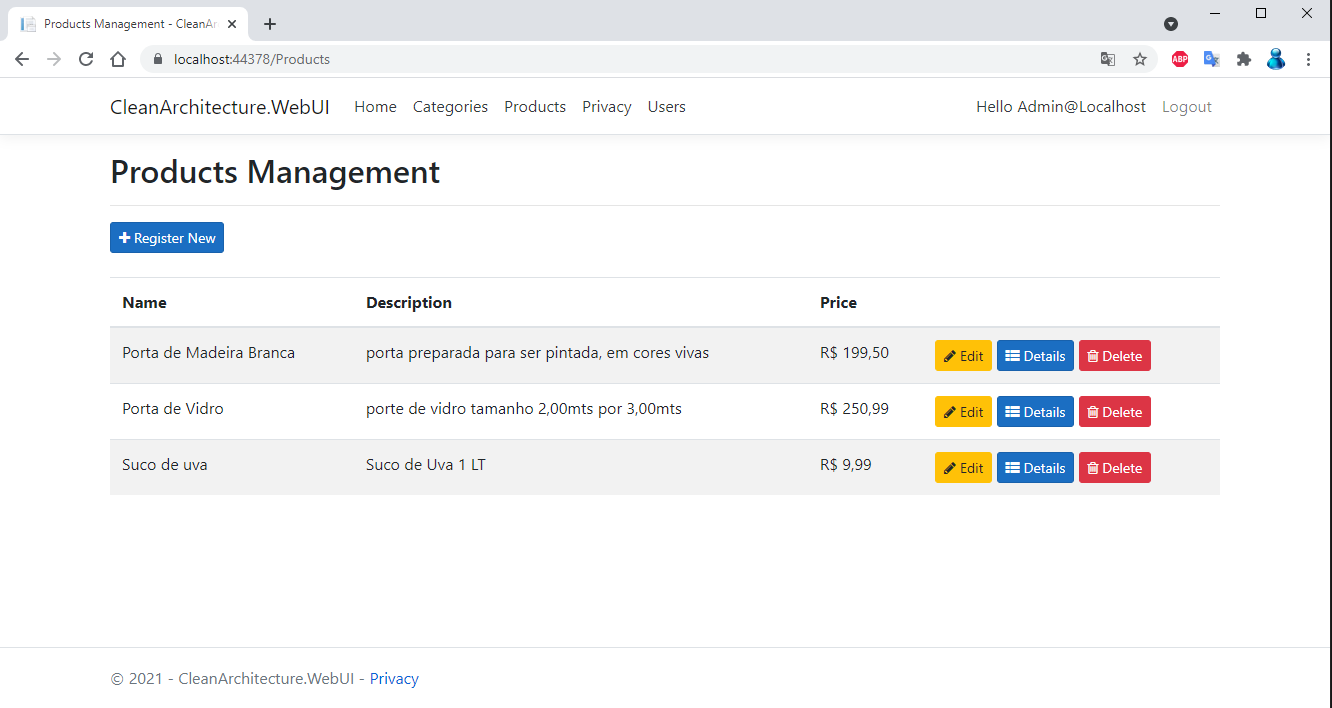 Products Management - CleanAr
localhost:44378/Products
ABP
CleanArchitecture.WebUI Home Categories Products Privacy Users Hello Admin@Localhost Logout
Products Management
Register New
Name Description Price
Porta de Madeira Branca porta preparada para ser pintada, em cores vivas R$ 199,50 Edit Details Delete
Porta de Vidro porte de vidro tamanho 2,00mts por 3,00mts R$ 250,99 Edit Details Delete
Suco de uva Suco de Uva 1 LT R$ 9,99 Edit Details Delete
© 2021 - CleanArchitecture.WebUI - Privacy